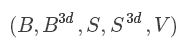 (B, B^{3d}, S, S^{3d}, V)